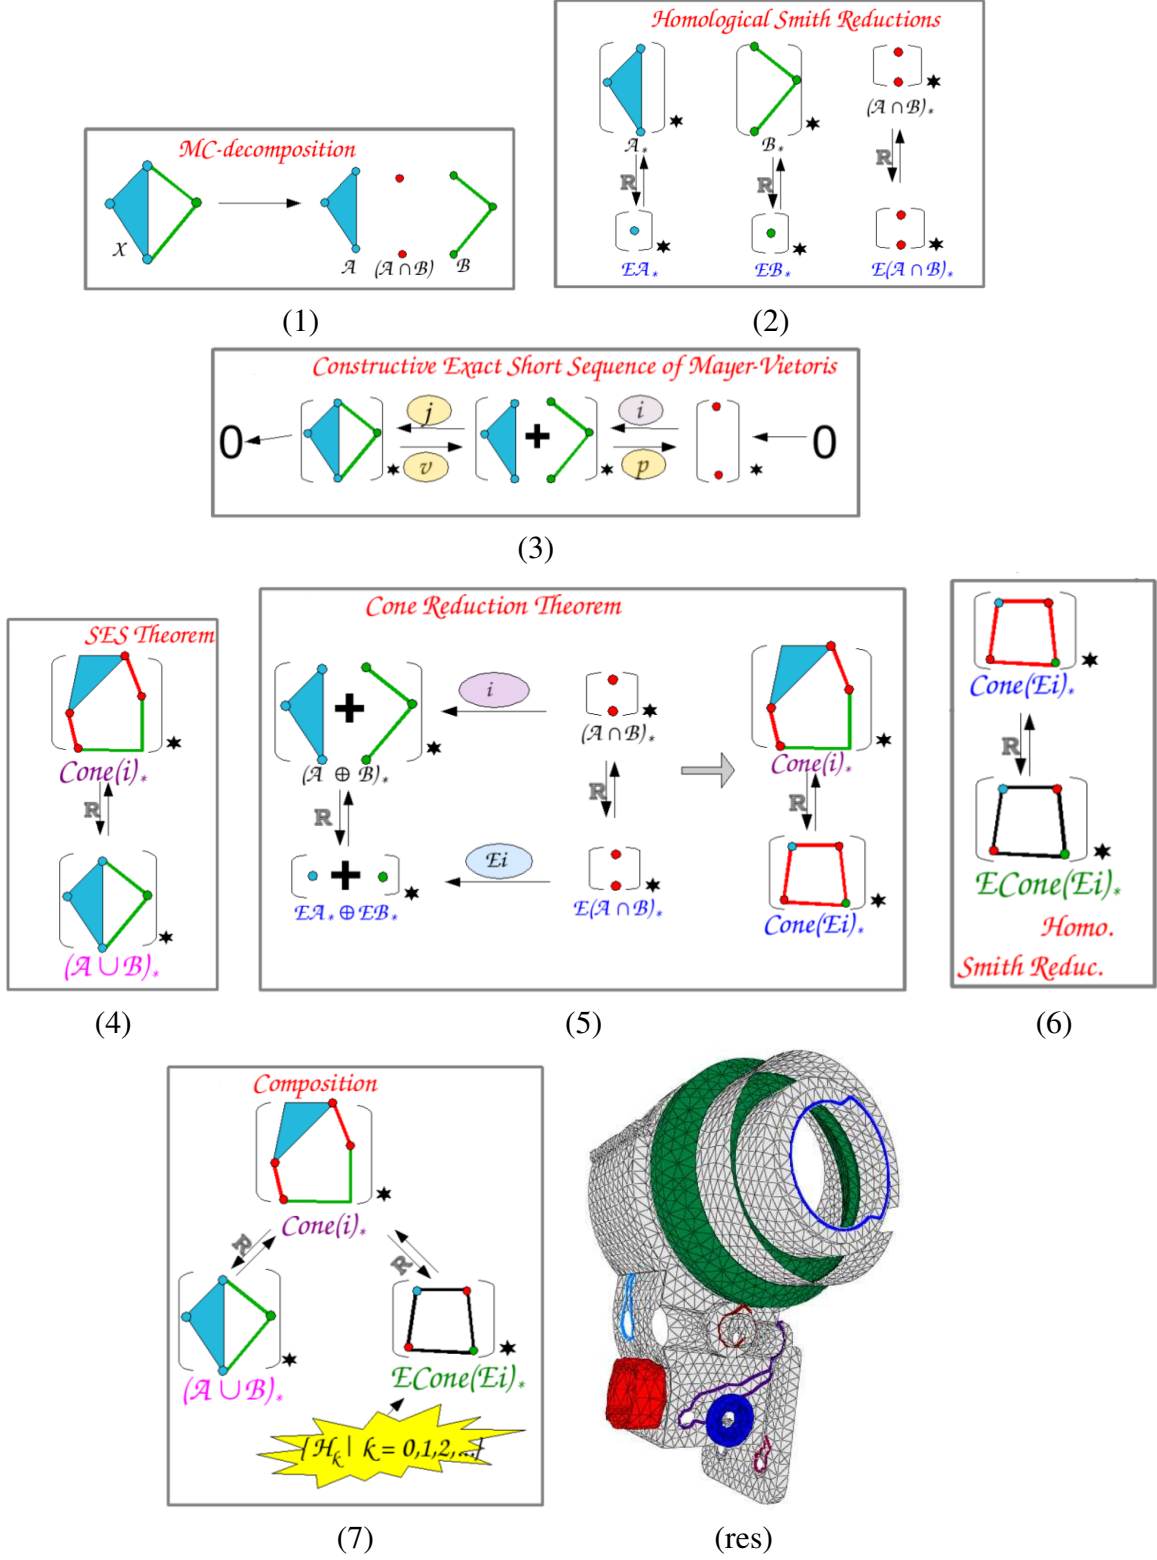 Homological Smith Reductions
A*
B*
(A ∩ B)*
R
R
R
EA*
EB*
E(A ∩ B)*
MC-decomposition
X
A
(A ∩ B)
B
(1)
(2)
Constructive Exact Short Sequence of Mayer-Vietoris
0
j
v
+
i
p
0
(3)
SES Theorem
Cone(i)*
R
(A ∪ B)*
(4)
Cone Reduction Theorem
+
i
(A ⊕ B)*
(A ∩ B)*
Cone(i)*
R
R
R
+
Ei
EA* ⊕ EB*
E(A ∩ B)*
Cone(Ei)*
(5)
Cone(Ei)*
R
ECone(Ei)*
Homo.
Smith Reduc.
(6)
Composition
Cone(i)*
R
R
(A ∪ B)*
ECone(Ei)*
{ H_k | k = 0,1,2,...}
(7)
(res)